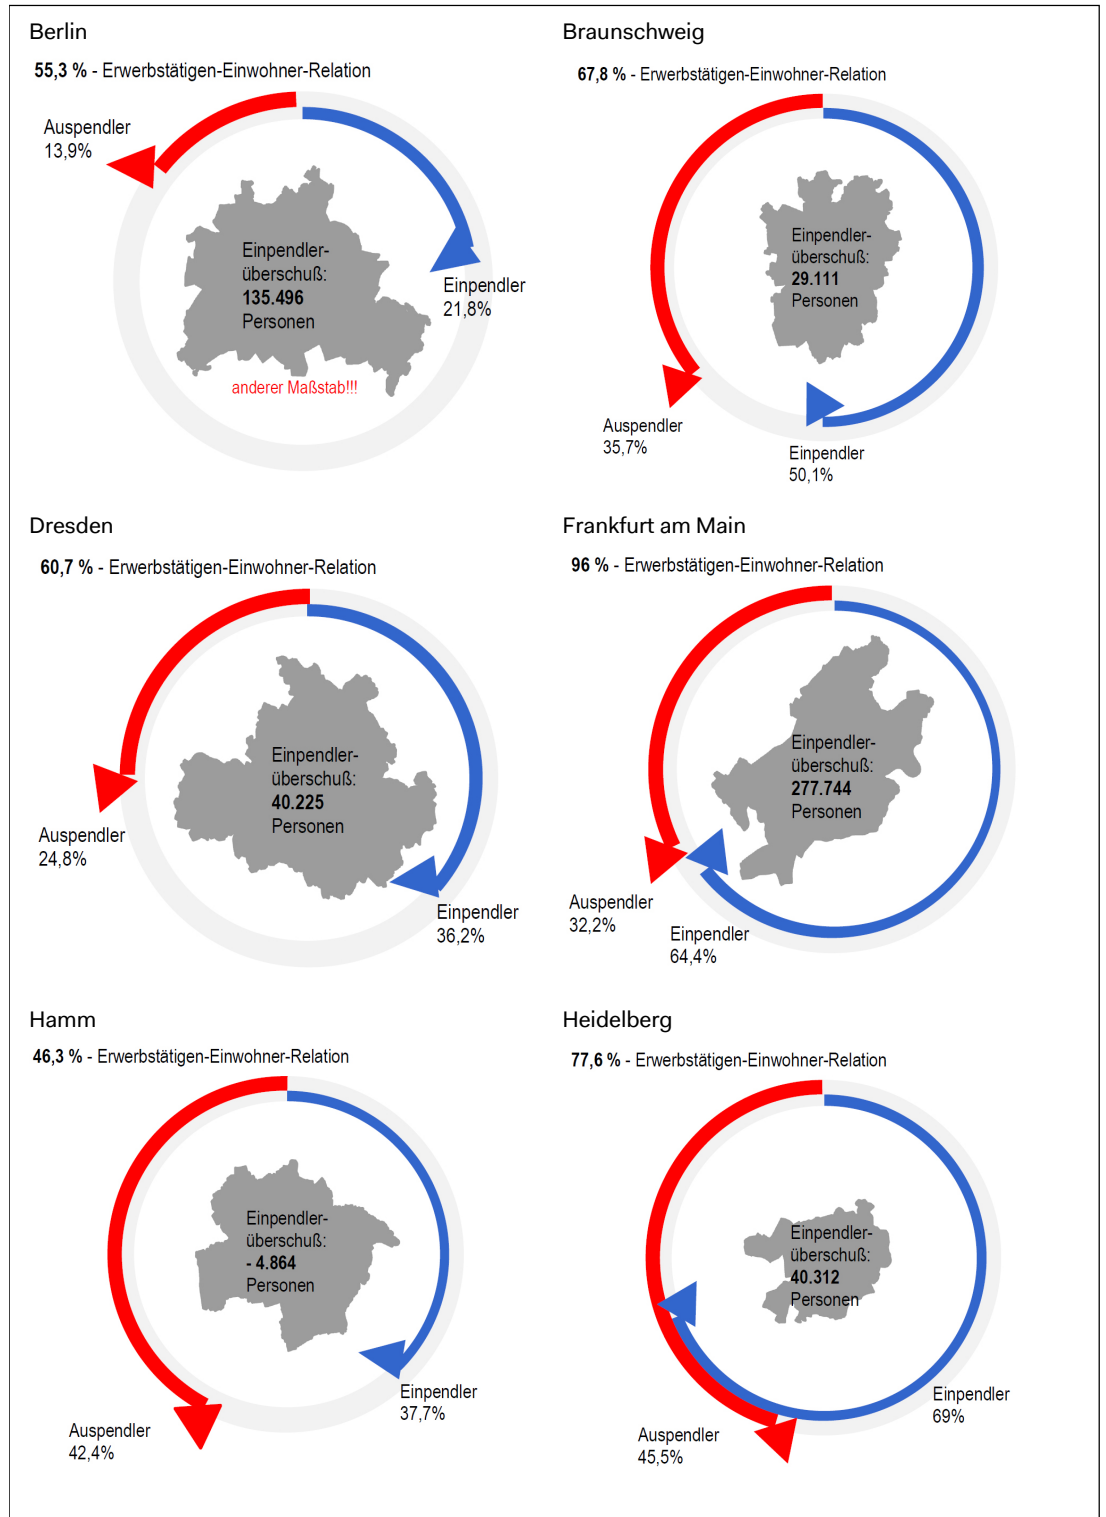 Berlin
55,3 % - Erwerbstätigen-Einwohner-Relation
Auspendler
13,9%
Einpendler-
überschuß:
135.496
Personen
Einpendler
21,8%
anderer Maßstab!!!
Braunschweig
67,8 % - Erwerbstätigen-Einwohner-Relation
Einpendler-
überschuß:
29.111
Personen
Auspendler
35,7%
Einpendler
50,1%
Dresden
60,7 % - Erwerbstätigen-Einwohner-Relation
Einpendler-
überschuß:
40.225
Personen
Auspendler
24,8%
Einpendler
36,2%
Frankfurt am Main
96 % - Erwerbstätigen-Einwohner-Relation
Einpendler-
überschuß:
277.744
Personen
Auspendler
32,2%
Einpendler
64,4%
Hamm
46,3 % - Erwerbstätigen-Einwohner-Relation
Einpendler-
überschuß:
- 4.864
Personen
Einpendler
37,7%
Auspendler
42,4%
Heidelberg
77,6 % - Erwerbstätigen-Einwohner-Relation
Einpendler-
überschuß:
40.312
Personen
Einpendler
69%
Auspendler
45,5%